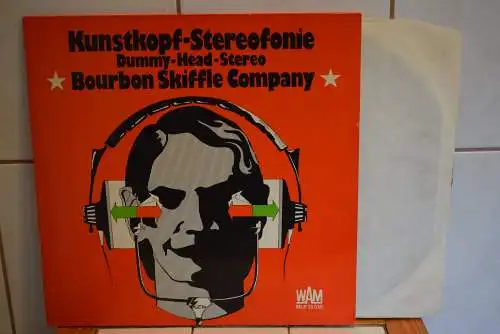 Kunstkopf-Stereofonie
Dummy-Head-Stereo
Bourbon Skiffle Company
WAM